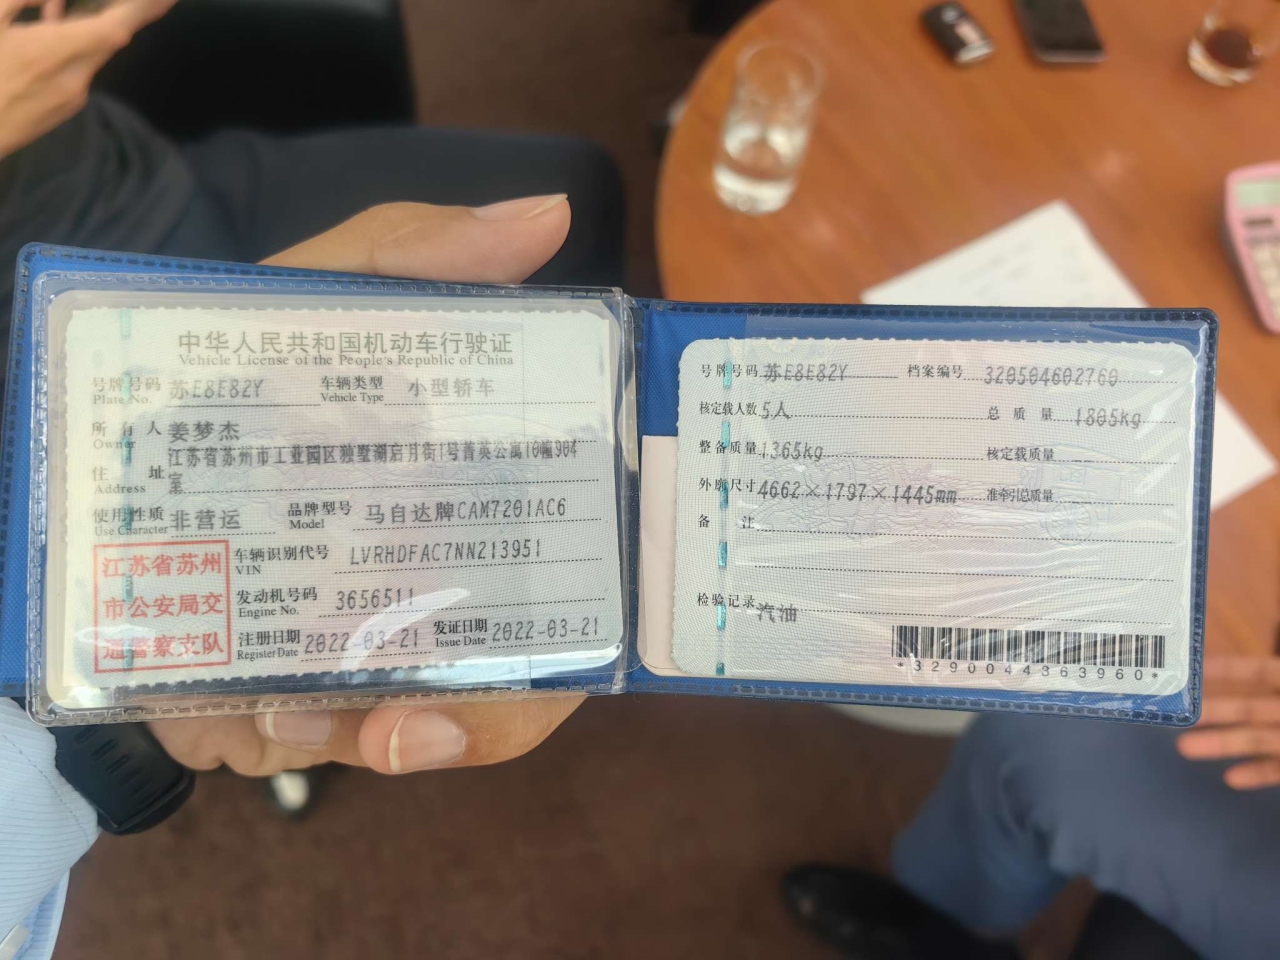 中华人民共和国机动车行驶证
Vehicle License of the People's Republic of China
号牌号码 苏E8E82Y 车辆类型 小型轿车
Plate No. Vehicle Type
所有人 姜梦杰
Owner
江苏省苏州市工业园区独墅湖启月街1号菁英公寓10幢904
住址 室
Address
使用性质 非营运 品牌型号 马自达牌CAM7201AC6
Use Character Model
江苏省苏州
市公安局交
通警察支队
车辆识别代号 LVRHDFAC7NN213951
VIN
发动机号码 3656511
Engine No.
注册日期 2022-03-21 发证日期 2022-03-21
Register Date Issue Date
号牌号码 苏E8E82Y 档案编号 320504602760
核定载人数 5人 总质量 1805kg
整备质量 1365kg 核定载质量
外廓尺寸 4662×1797×1445mm 准牵引总质量
备注
检验记录 汽油
*3290044363960*